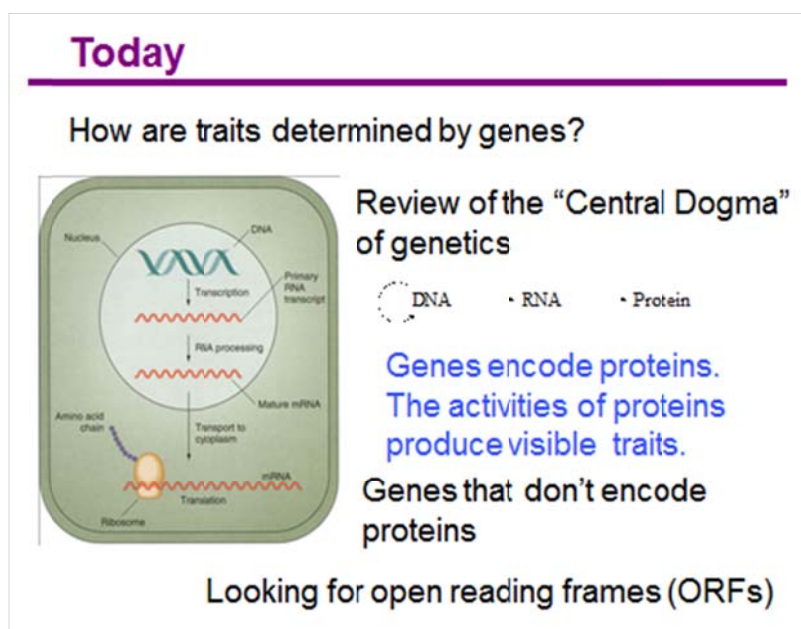 Today
How are traits determined by genes?
Review of the “Central Dogma”
of genetics
DNA · RNA · Protein
Genes encode proteins.
The activities of proteins
produce visible traits.
Genes that don’t encode
proteins
Looking for open reading frames (ORFs)
Nucleus
DNA
Transcription
Primary
RNA
transcript
RNA processing
Mature mRNA
Amino acid
chain
Transport to
cytoplasm
mRNA
Translation
Ribosome